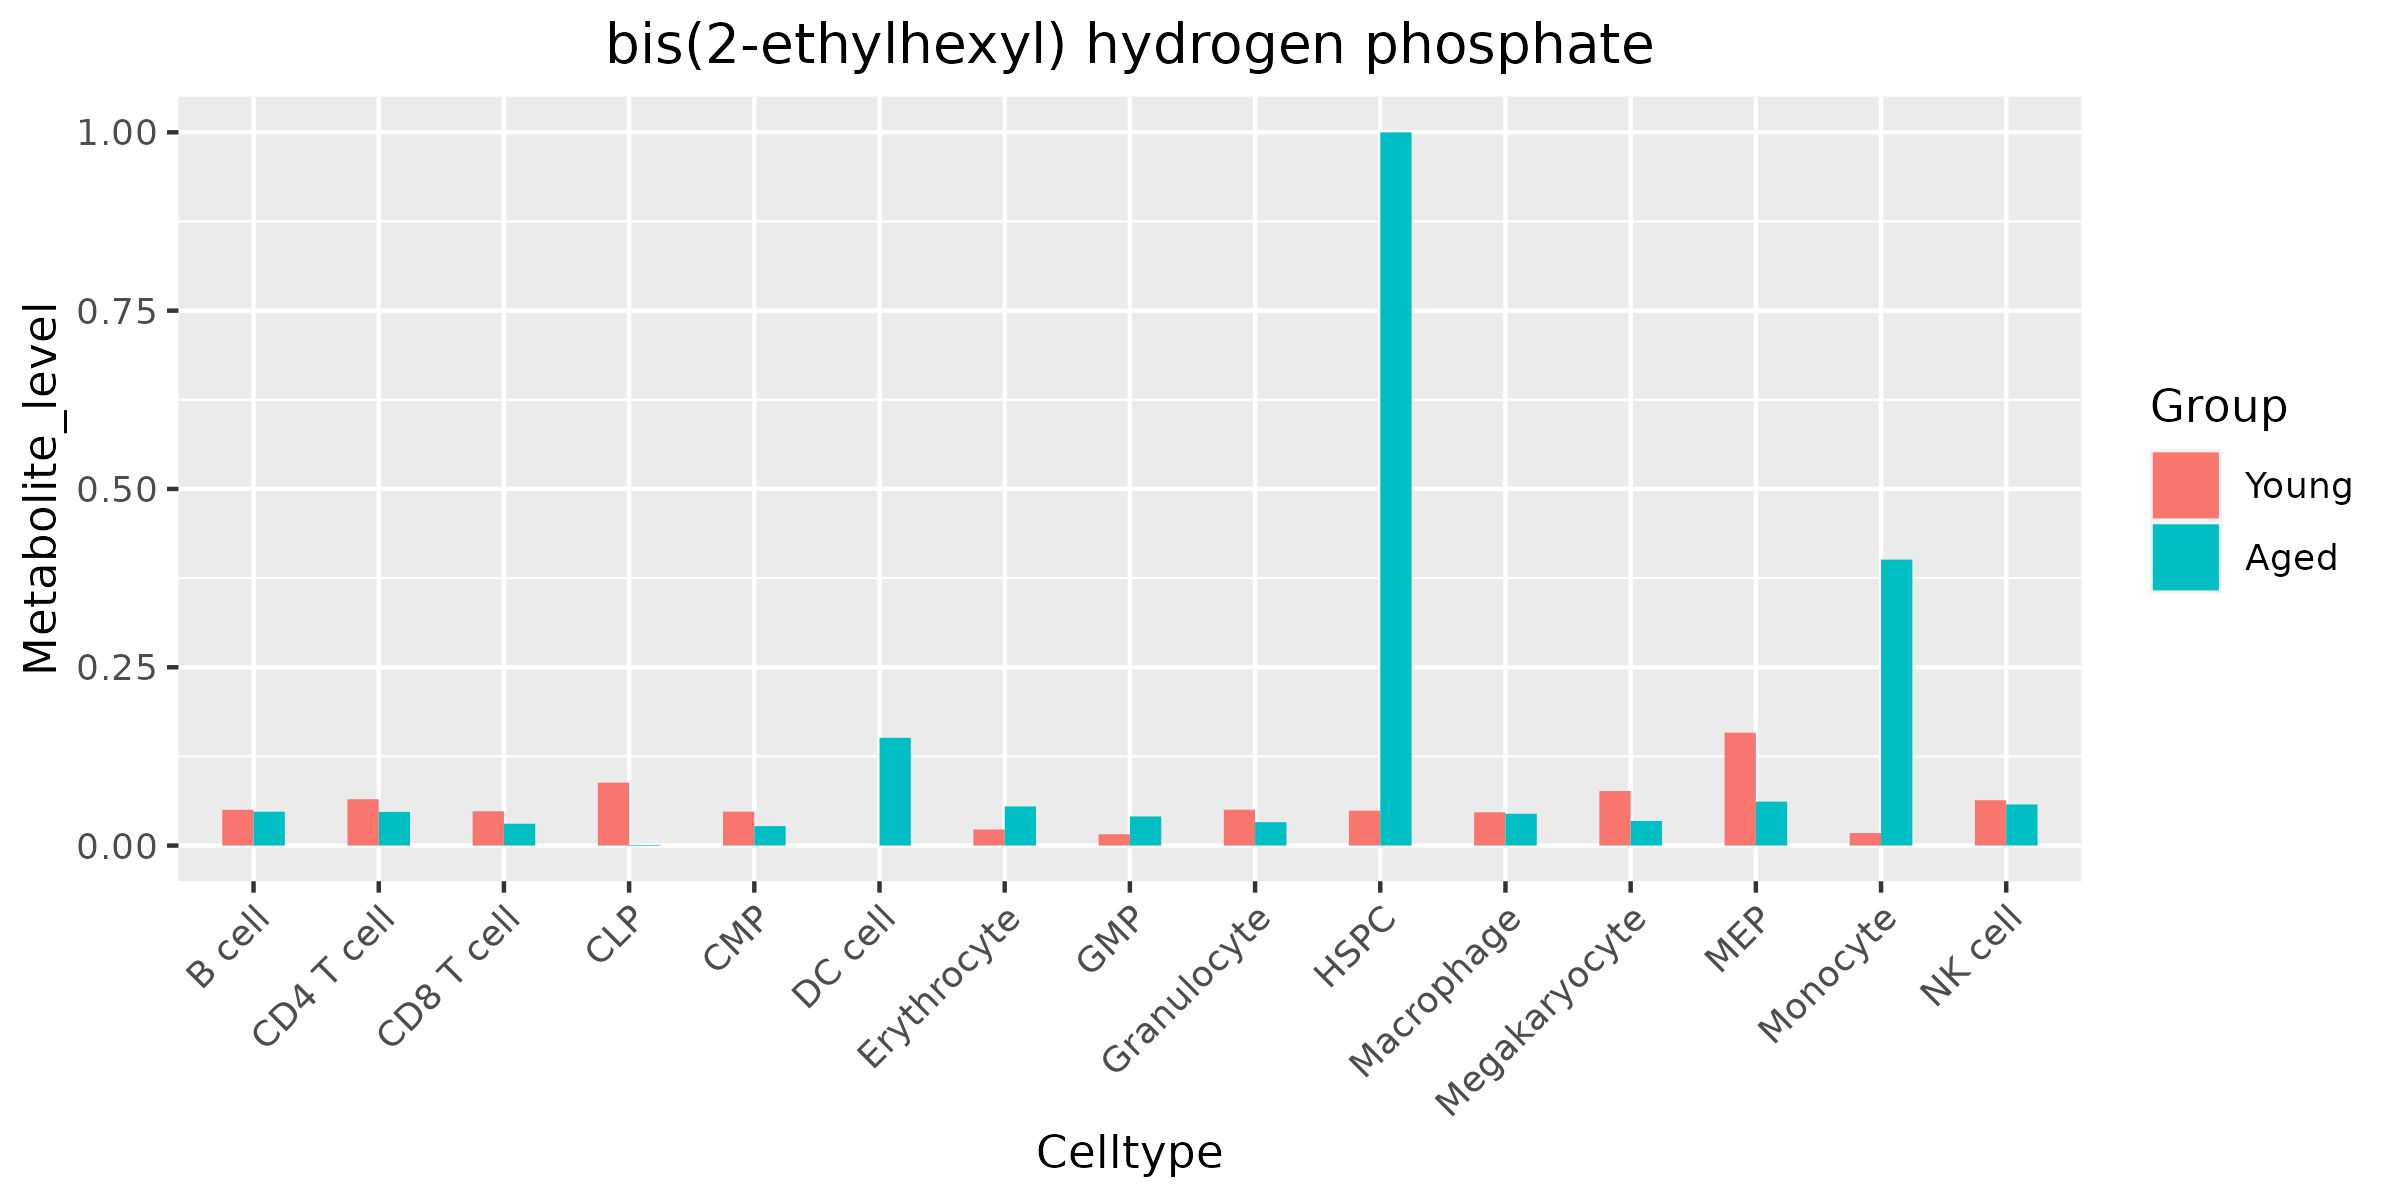 bis(2-ethylhexyl) hydrogen phosphate
Metabolite_level
1.00
0.75
0.50
0.25
0.00
B cell
CD4 T cell
CD8 T cell
CLP
CMP
DC cell
Erythrocyte
GMP
Granulocyte
HSPC
Macrophage
Megakaryocyte
MEP
Monocyte
NK cell
Celltype
Group
Young
Aged